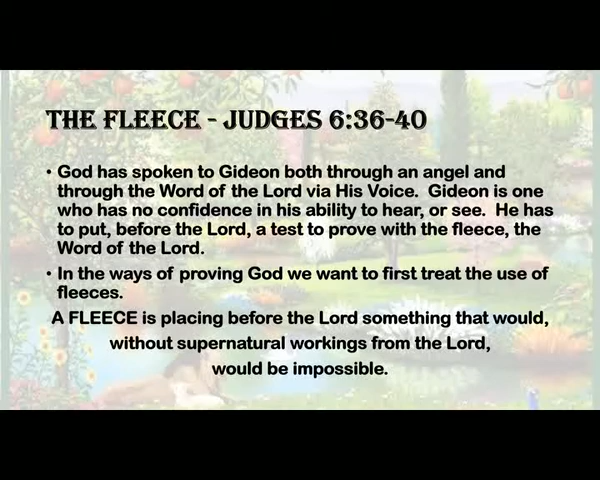 THE FLEECE - JUDGES 6:36-40
• God has spoken to Gideon both through an angel and
through the Word of the Lord via His Voice. Gideon is one
who has no confidence in his ability to hear, or see. He has
to put, before the Lord, a test to prove with the fleece, the
Word of the Lord.
• In the ways of proving God we want to first treat the use of
fleeces.
A FLEECE is placing before the Lord something that would,
without supernatural workings from the Lord,
would be impossible.